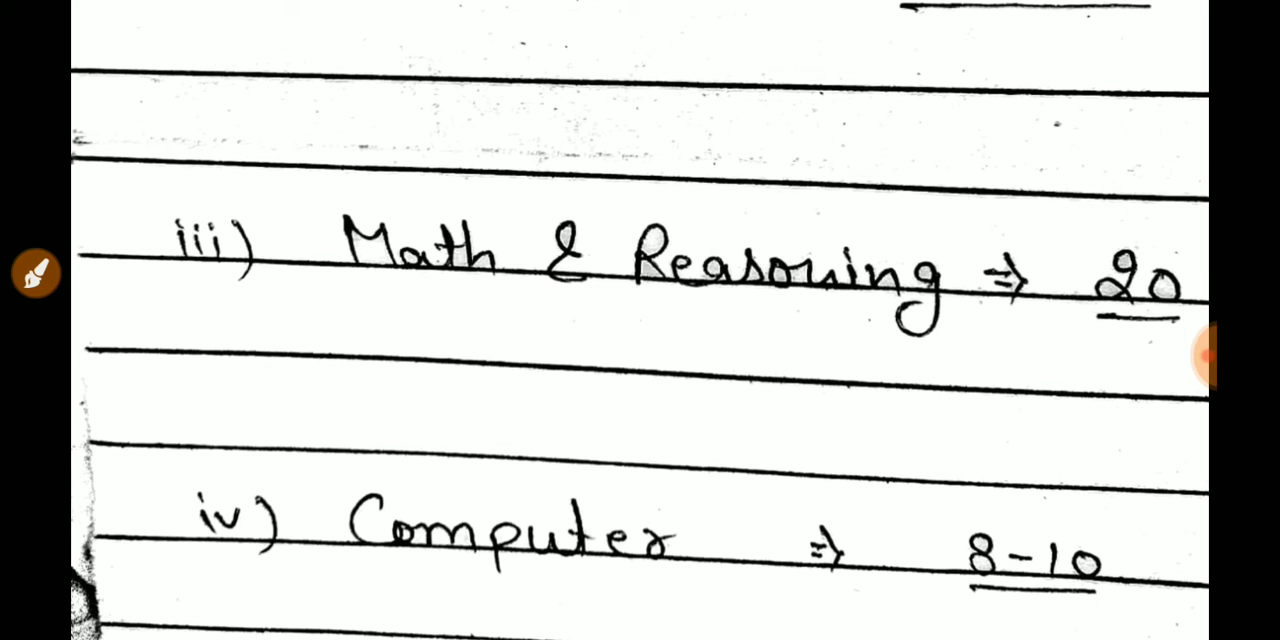 iii) Math & Reasoning ⇒ 20
iv) Computer ⇒ 8-10